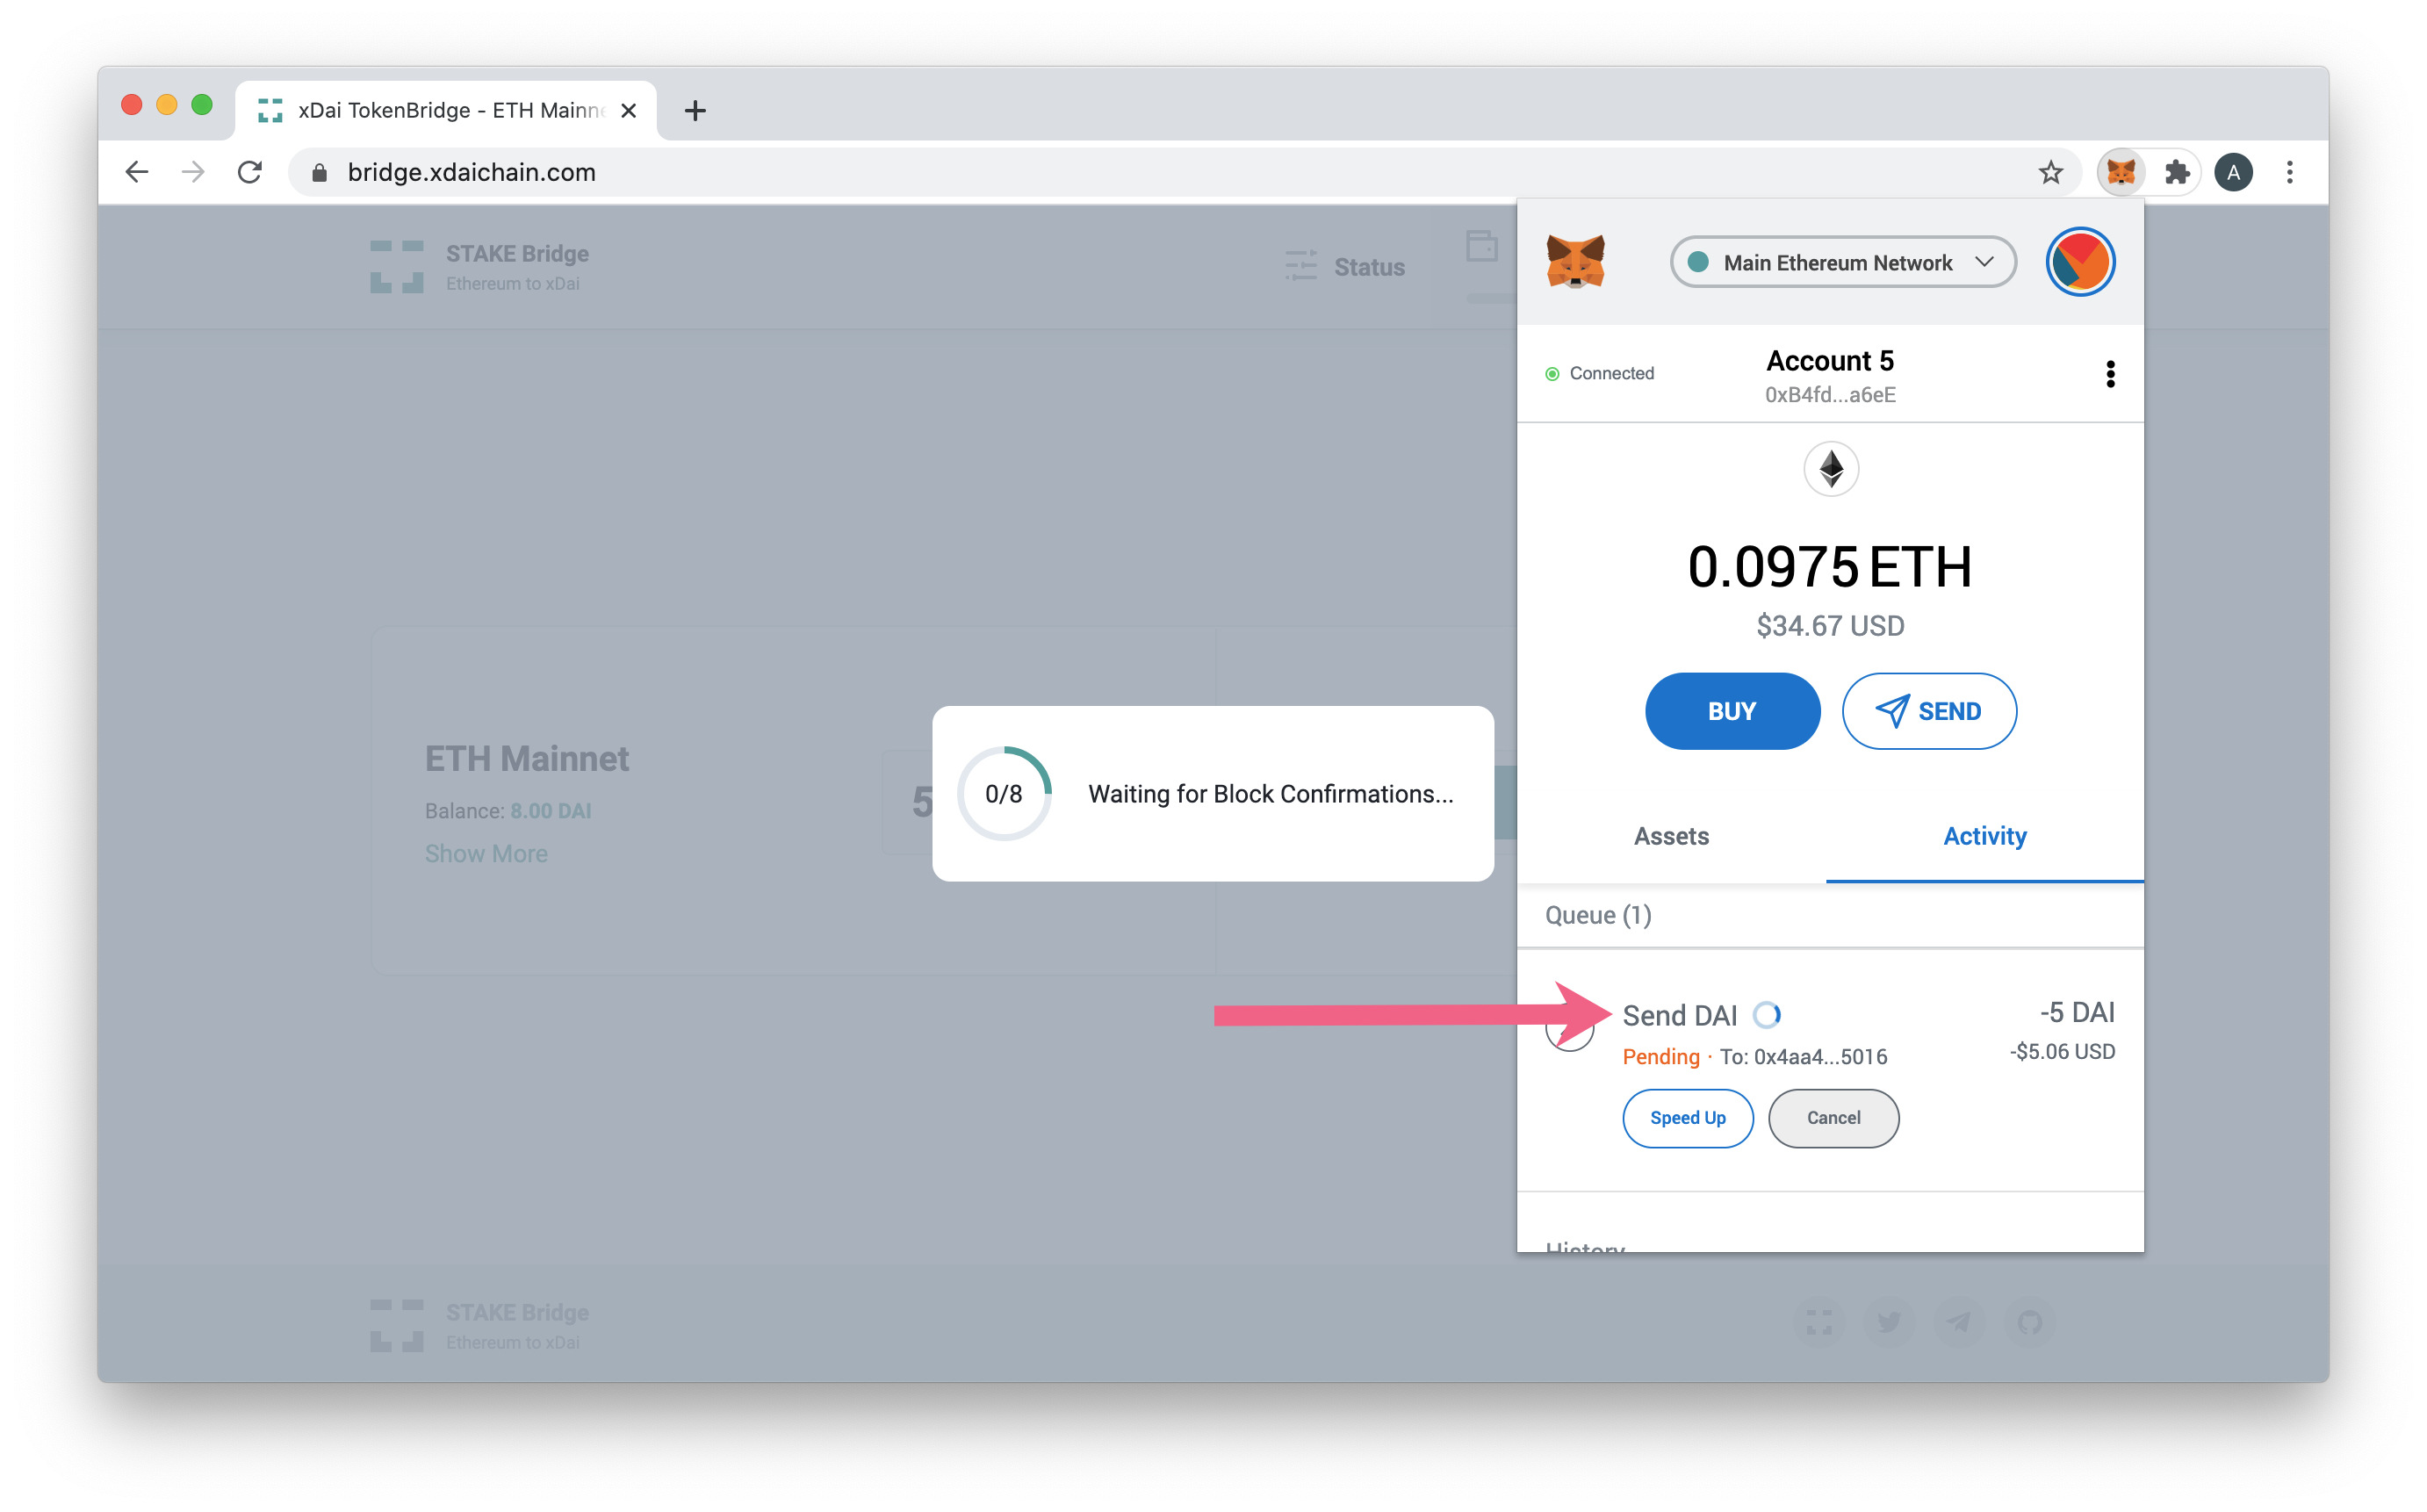 xDai TokenBridge - ETH Mainne
bridge.xdaichain.com
A
STAKE Bridge
Ethereum to xDai
Status
Main Ethereum Network
Connected
Account 5
0xB4fd...a6eE
0.0975 ETH
$34.67 USD
BUY
SEND
ETH Mainnet
Balance: 8.00 DAI
Show More
5
0/8
Waiting for Block Confirmations...
Assets
Activity
Queue (1)
Send DAI
-5 DAI
Pending · To: 0x4aa4...5016
-$5.06 USD
Speed Up
Cancel
History
STAKE Bridge
Ethereum to xDai